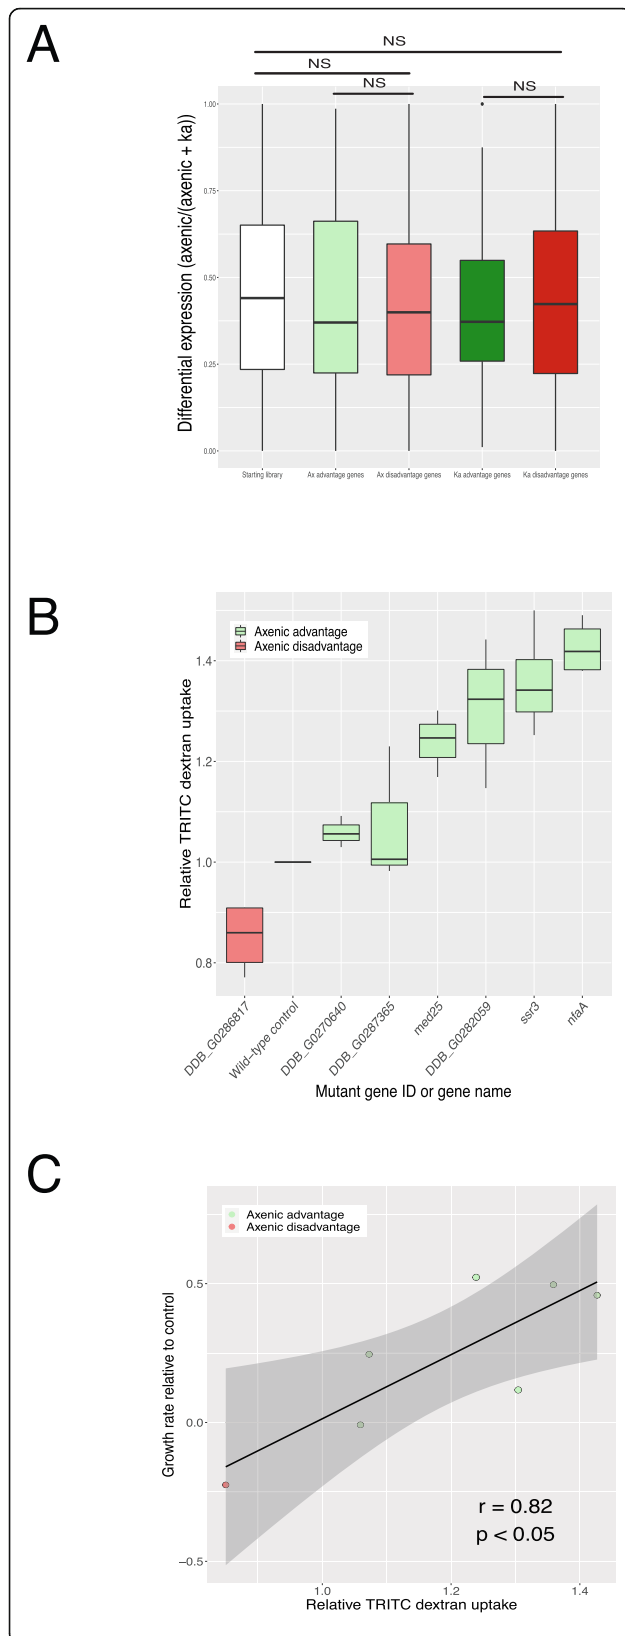 A
NS
NS
NS
NS
Differential expression (axenic/(axenic + ka))
1.00
0.75
0.50
0.25
0.00
Starting library
Ax advantage genes
Ax disadvantage genes
Ka advantage genes
Ka disadvantage genes
B
Axenic advantage
Axenic disadvantage
Relative TRITC dextran uptake
1.4
1.2
1.0
0.8
DDB_G0286817
Wild-type control
DDB_G0270640
DDB_G0287365
med25
DDB_G0282059
ssr3
nfaA
Mutant gene ID or gene name
C
Axenic advantage
Axenic disadvantage
Growth rate relative to control
0.5
0.0
−0.5
r = 0.82
p < 0.05
1.0
1.2
1.4
Relative TRITC dextran uptake